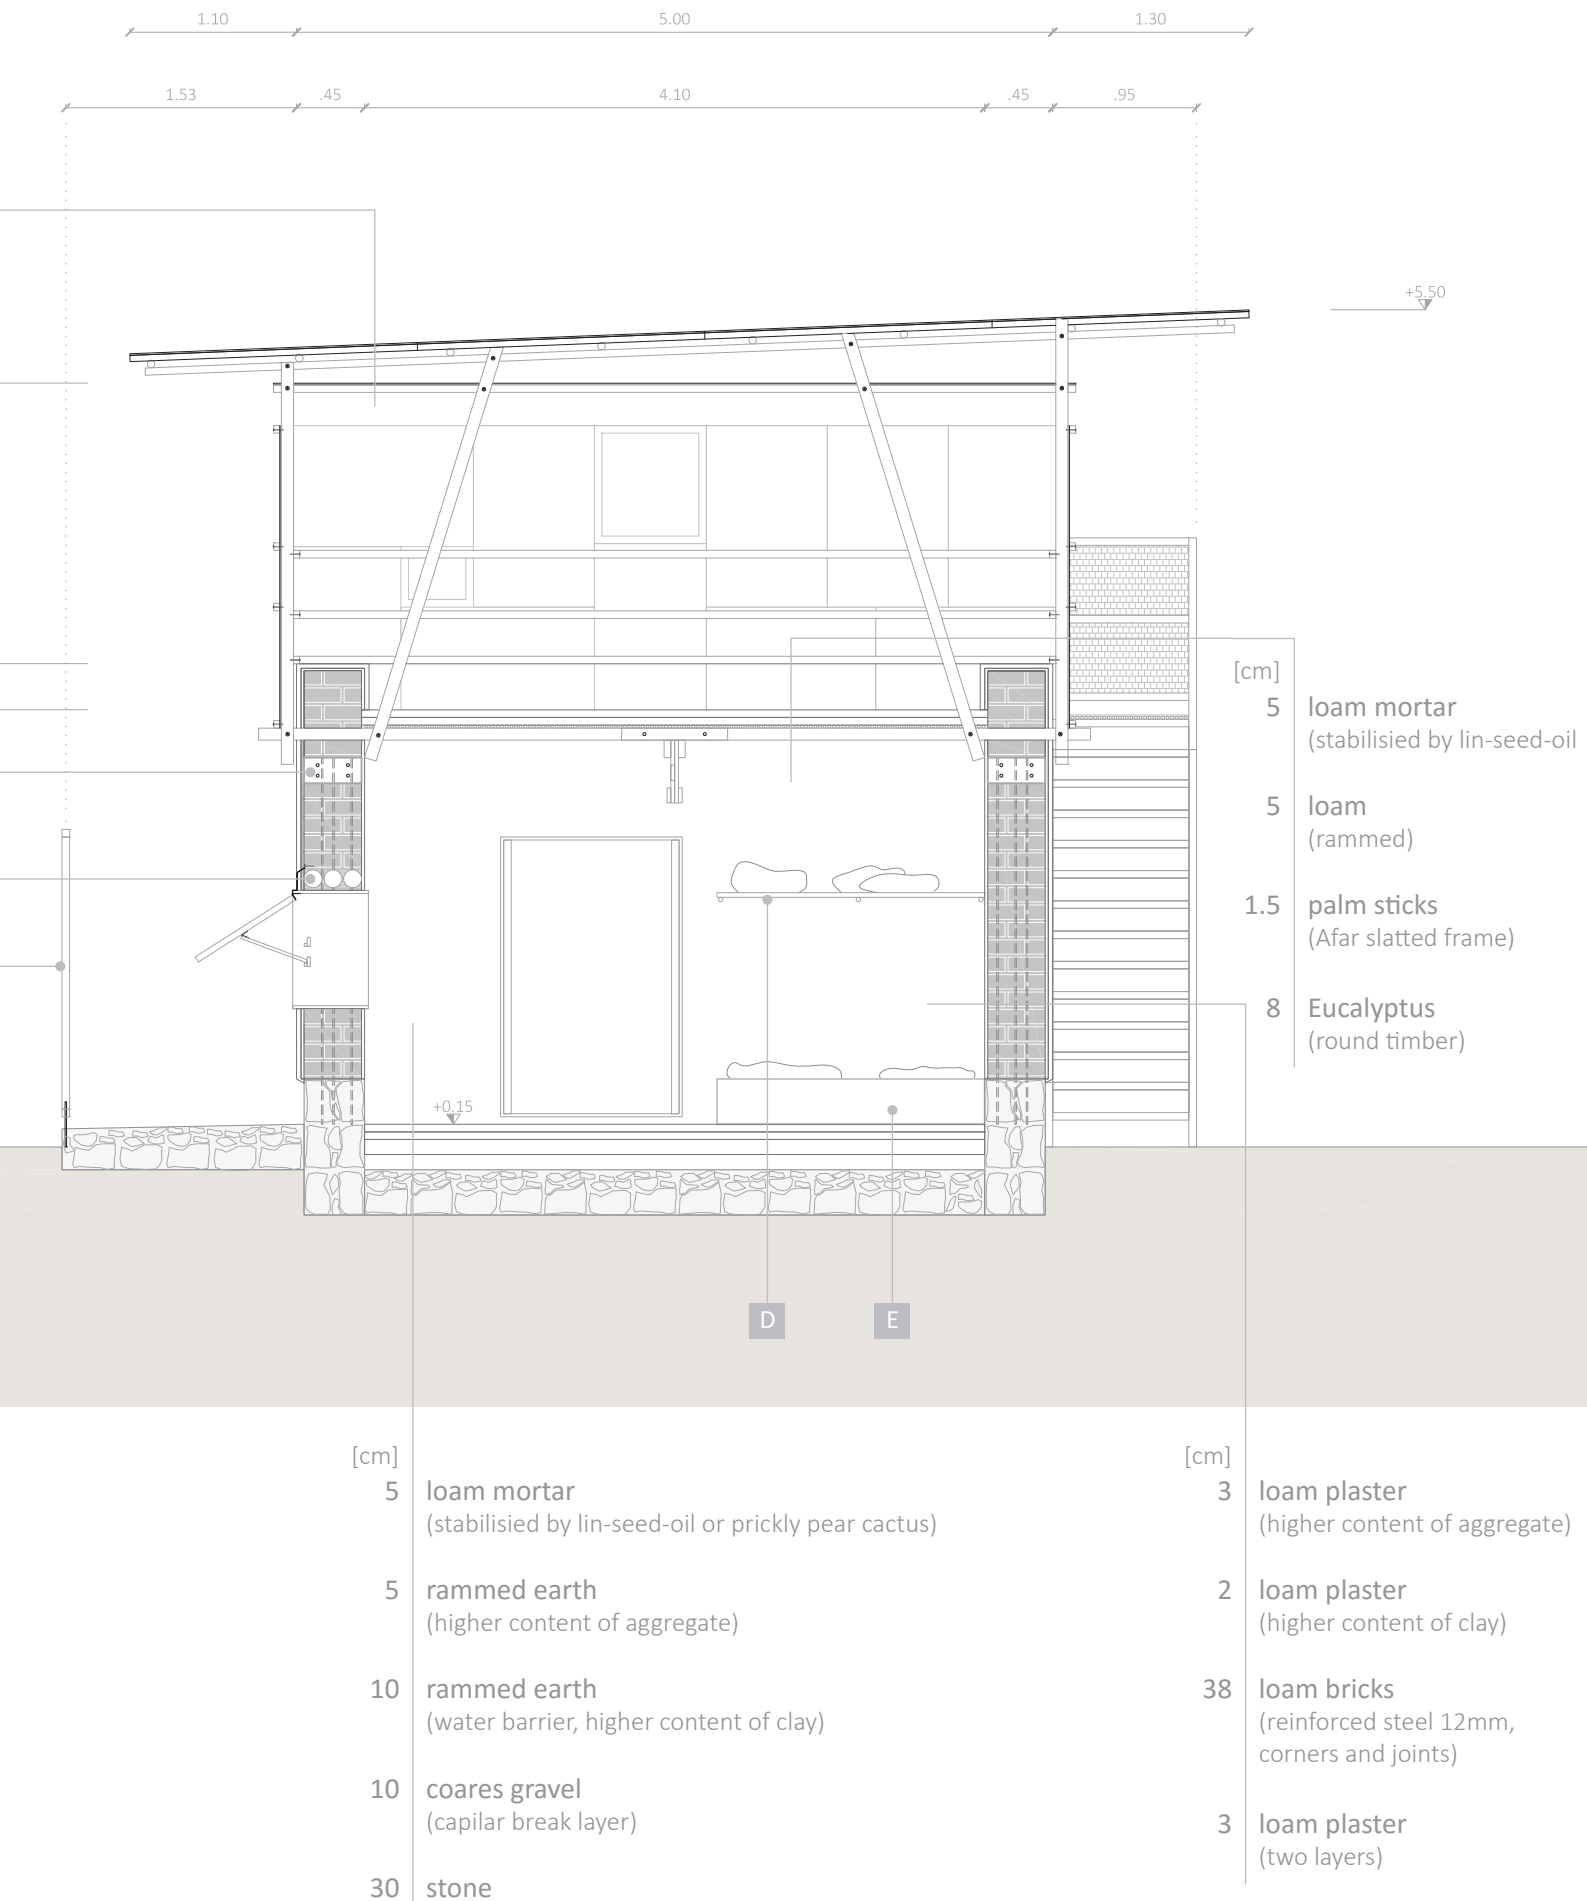 1.10 5.00 1.30
1.53 .45 4.10 .45 .95
+5.50
[cm]
5 loam mortar
(stabilisied by lin-seed-oil
5 loam
(rammed)
1.5 palm sticks
(Afar slatted frame)
8 Eucalyptus
(round timber)
+0.15
D E
[cm]
5 loam mortar
(stabilisied by lin-seed-oil or prickly pear cactus)
5 rammed earth
(higher content of aggregate)
10 rammed earth
(water barrier, higher content of clay)
10 coares gravel
(capilar break layer)
30 stone
[cm]
3 loam plaster
(higher content of aggregate)
2 loam plaster
(higher content of clay)
38 loam bricks
(reinforced steel 12mm,
corners and joints)
3 loam plaster
(two layers)